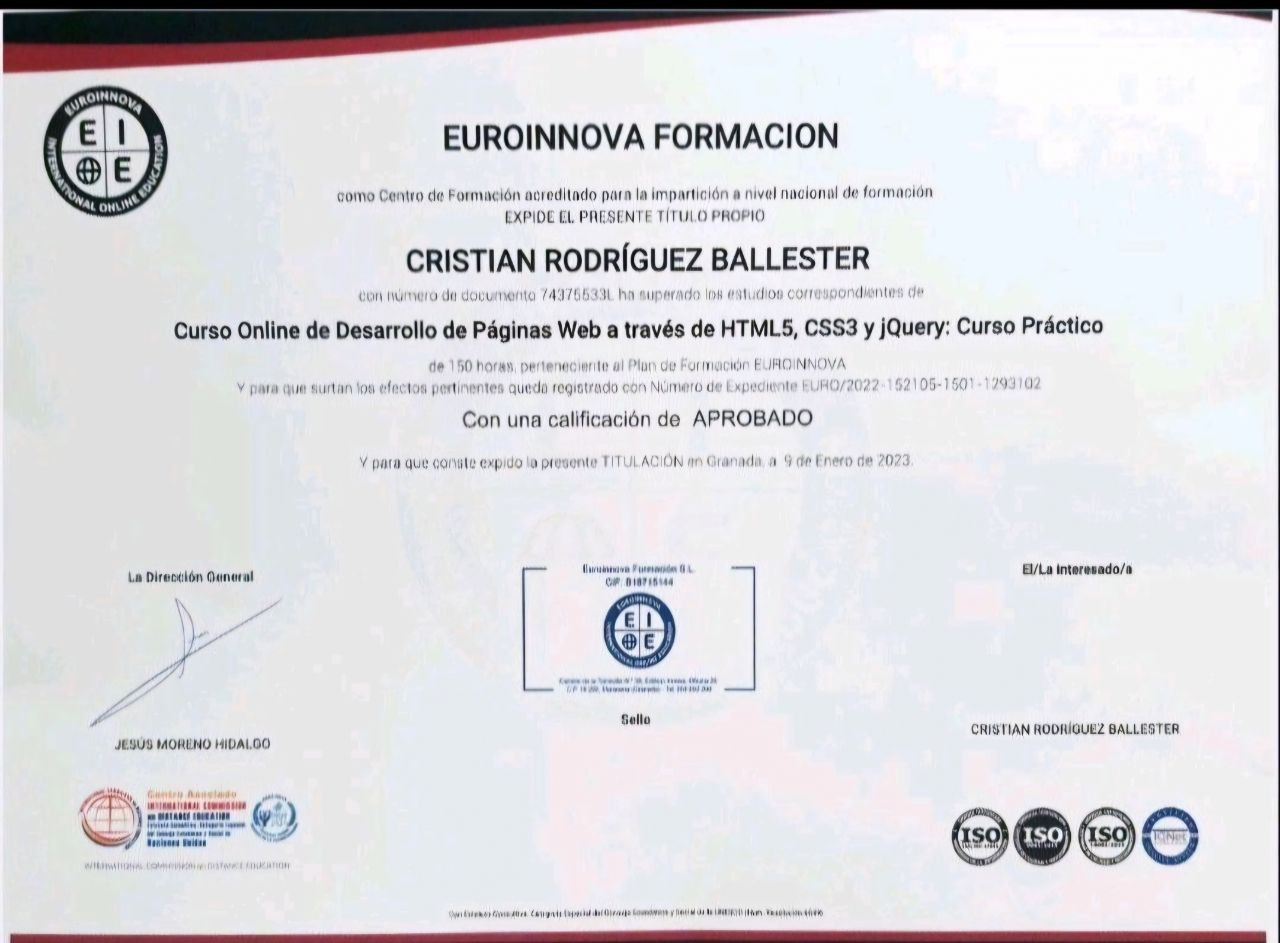 EUROINNOVA
E I
E
INTERNATIONAL ONLINE EDUCATION
EUROINNOVA FORMACION
como Centro de Formación acreditado para la impartición a nivel nacional de formación
EXPIDE EL PRESENTE TÍTULO PROPIO
CRISTIAN RODRÍGUEZ BALLESTER
con número de documento 74375533L ha superado los estudios correspondientes de
Curso Online de Desarrollo de Páginas Web a través de HTML5, CSS3 y jQuery: Curso Práctico
de 150 horas, perteneciente al Plan de Formación EUROINNOVA
Y para que surtan los efectos pertinentes queda registrado con Número de Expediente EURO/2022-152105-1501-1293102
Con una calificación de APROBADO
Y para que conste expido la presente TITULACIÓN en Granada, a 9 de Enero de 2023.
La Dirección General
Euroinnova Formación S.L.
EUROINNOVA
E I
E
El/La interesado/a
Sello
JESÚS MORENO HIDALGO
CRISTIAN RODRÍGUEZ BALLESTER
Centro Asociado
INTERNATIONAL COMMISSION
on DISTANCE EDUCATION
Naciones Unidas
INTERNATIONAL COMMISSION on DISTANCE EDUCATION
ISO
ISO
ISO
IQNet